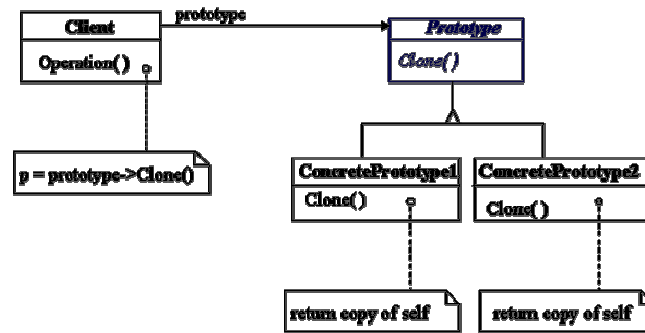 Client
prototype
Prototype
Operation( )
Clone( )
p = prototype->Clone()
ConcretePrototype1
ConcretePrototype2
Clone( )
Clone( )
return copy of self
return copy of self